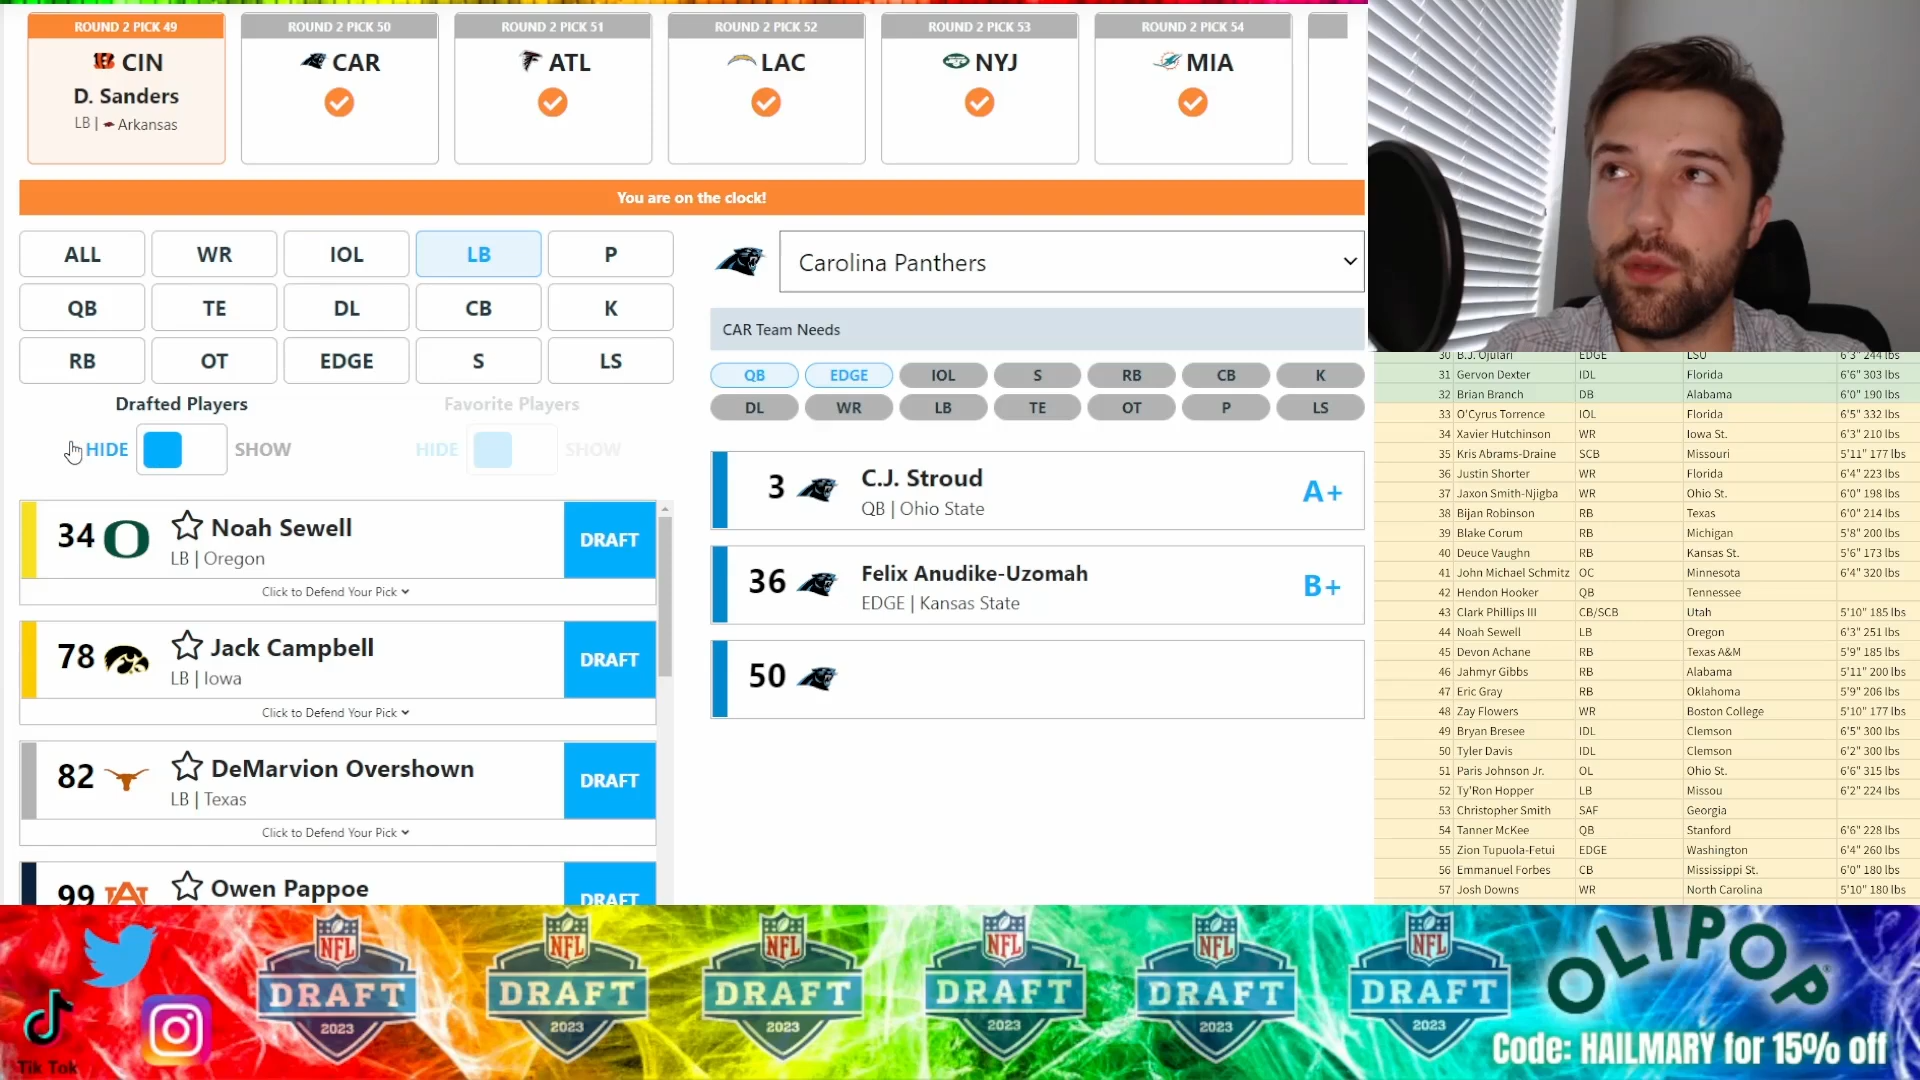 ROUND 2 PICK 49
CIN
D. Sanders
LB | Arkansas
ROUND 2 PICK 50
CAR
ROUND 2 PICK 51
ATL
ROUND 2 PICK 52
LAC
ROUND 2 PICK 53
NYJ
ROUND 2 PICK 54
MIA
You are on the clock!
ALL WR IOL LB P
QB TE DL CB K
RB OT EDGE S LS
Drafted Players
HIDE SHOW
Favorite Players
HIDE SHOW
34 Noah Sewell
LB | Oregon
DRAFT
Click to Defend Your Pick
78 Jack Campbell
LB | Iowa
DRAFT
Click to Defend Your Pick
82 DeMarvion Overshown
LB | Texas
DRAFT
Click to Defend Your Pick
99 Owen Pappoe
DRAFT
Carolina Panthers
CAR Team Needs
QB EDGE IOL S RB CB K
DL WR LB TE OT P LS
3 C.J. Stroud
QB | Ohio State
A+
36 Felix Anudike-Uzomah
EDGE | Kansas State
B+
50
30 B.J. Ojulari EDGE LSU 6'3" 244 lbs
31 Gervon Dexter IDL Florida 6'6" 303 lbs
32 Brian Branch DB Alabama 6'0" 190 lbs
33 O'Cyrus Torrence IOL Florida 6'5" 332 lbs
34 Xavier Hutchinson WR Iowa St. 6'3" 210 lbs
35 Kris Abrams-Draine SCB Missouri 5'11" 177 lbs
36 Justin Shorter WR Florida 6'4" 223 lbs
37 Jaxon Smith-Njigba WR Ohio St. 6'0" 198 lbs
38 Bijan Robinson RB Texas 6'0" 214 lbs
39 Blake Corum RB Michigan 5'8" 200 lbs
40 Deuce Vaughn RB Kansas St. 5'6" 173 lbs
41 John Michael Schmitz OC Minnesota 6'4" 320 lbs
42 Hendon Hooker QB Tennessee
43 Clark Phillips III CB/SCB Utah 5'10" 185 lbs
44 Noah Sewell LB Oregon 6'3" 251 lbs
45 Devon Achane RB Texas A&M 5'9" 185 lbs
46 Jahmyr Gibbs RB Alabama 5'11" 200 lbs
47 Eric Gray RB Oklahoma 5'9" 206 lbs
48 Zay Flowers WR Boston College 5'10" 177 lbs
49 Bryan Bresee IDL Clemson 6'5" 300 lbs
50 Tyler Davis IDL Clemson 6'2" 300 lbs
51 Paris Johnson Jr. OL Ohio St. 6'6" 315 lbs
52 Ty'Ron Hopper LB Missou 6'2" 224 lbs
53 Christopher Smith SAF Georgia
54 Tanner McKee QB Stanford 6'6" 228 lbs
55 Zion Tupuola-Fetui EDGE Washington 6'4" 260 lbs
56 Emmanuel Forbes CB Mississippi St. 6'0" 180 lbs
57 Josh Downs WR North Carolina 5'10" 180 lbs
Tik Tok
NFL
DRAFT
2023
NFL
DRAFT
2023
NFL
DRAFT
2023
NFL
DRAFT
2023
NFL
DRAFT
2023
NFL
DRAFT
2023
OLIPOP
Code: HAILMARY for 15% off